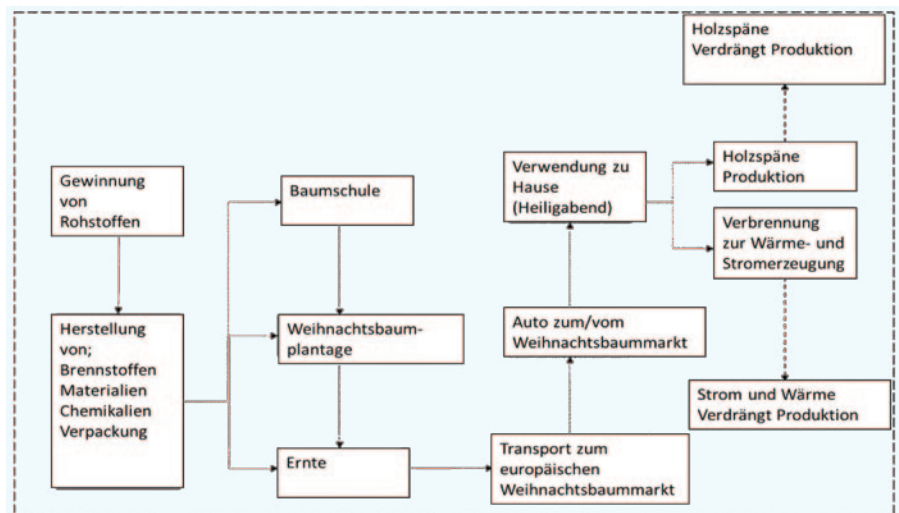 Holzspäne
Verdrängt Produktion
Gewinnung
von
Rohstoffen
Baumschule
Verwendung zu
Hause
(Heiligabend)
Holzspäne
Produktion
Verbrennung
zur Wärme- und
Stromerzeugung
Herstellung
von;
Brennstoffen
Materialien
Chemikalien
Verpackung
Weihnachtsbaum-
plantage
Auto zum/vom
Weihnachtsbaummarkt
Strom und Wärme
Verdrängt Produktion
Ernte
Transport zum
europäischen
Weihnachtsbaummarkt